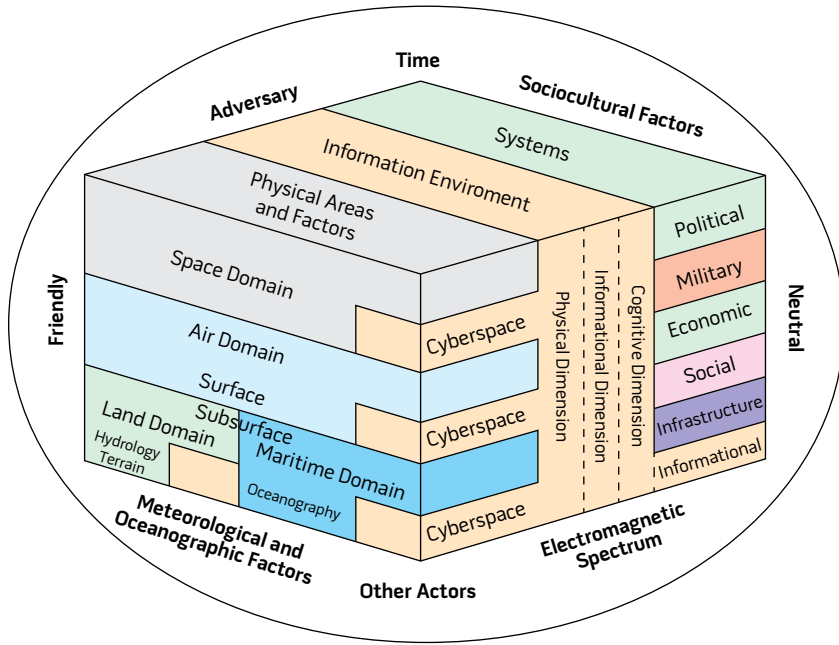 Time
Adversary
Sociocultural Factors
Systems
Information Enviroment
Physical Areas
and Factors
Space Domain
Air Domain
Surface
Subsurface
Land Domain
Hydrology
Terrain
Maritime Domain
Oceanography
Cyberspace
Cyberspace
Cyberspace
Physical Dimension
Informational Dimension
Cognitive Dimension
Political
Military
Economic
Social
Infrastructure
Informational
Friendly
Neutral
Meteorological and
Oceanographic Factors
Other Actors
Electromagnetic
Spectrum